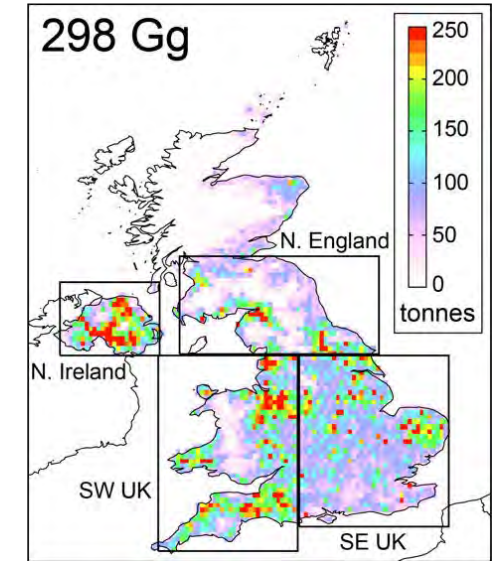 298 Gg
250
200
150
100
50
0
tonnes
N. England
N. Ireland
SW UK
SE UK